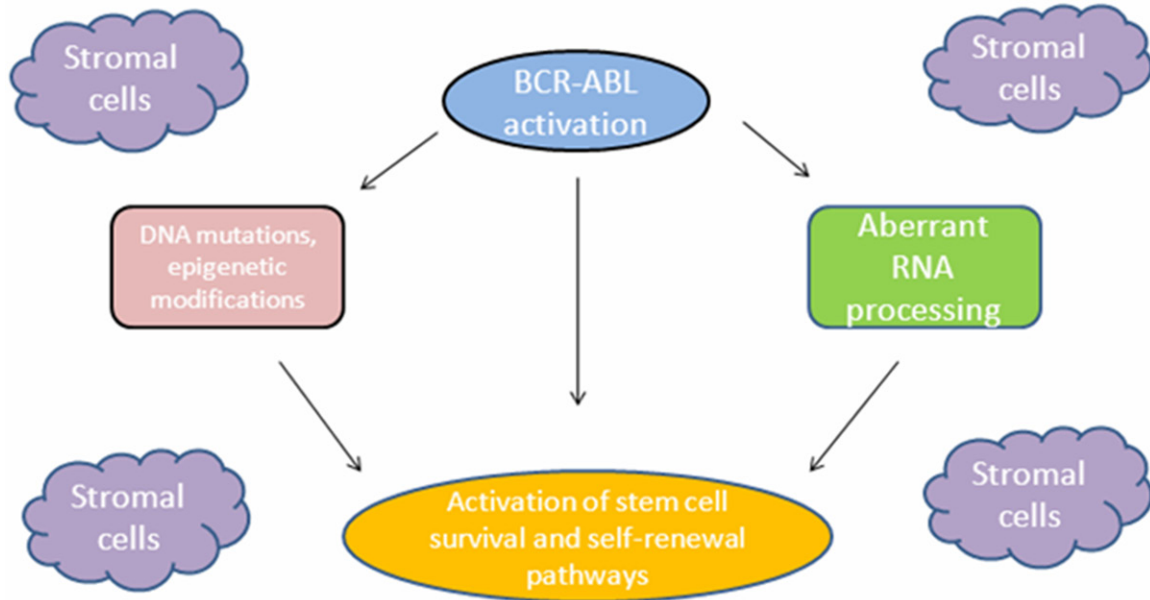 Stromal
cells
BCR-ABL
activation
Stromal
cells
DNA mutations,
epigenetic
modifications
Aberrant
RNA
processing
Stromal
cells
Activation of stem cell
survival and self-renewal
pathways
Stromal
cells